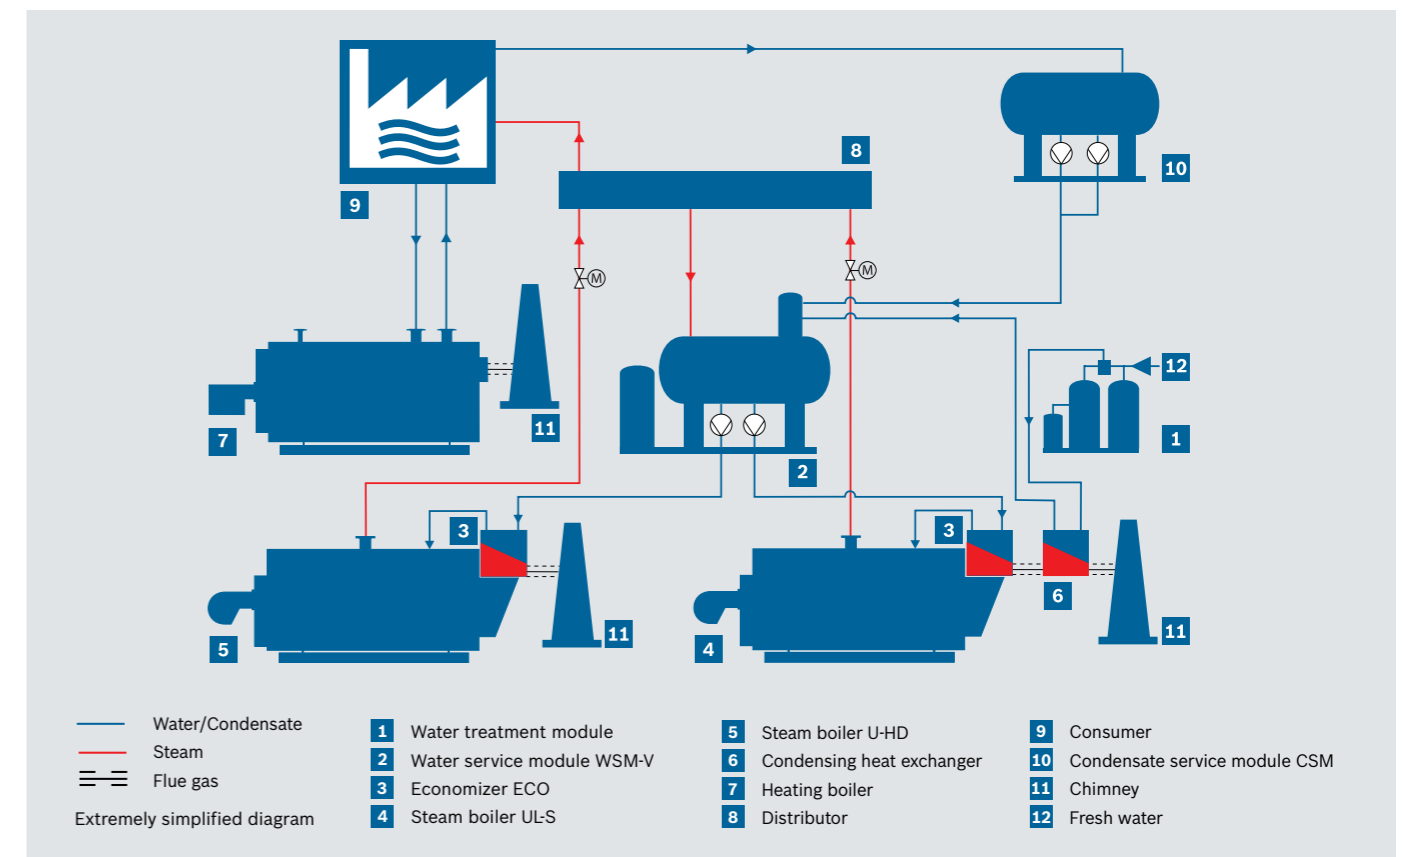 8
10
9
M
M
12
11
7
1
2
3
3
6
11
11
5
4
Water/Condensate
Steam
Flue gas
Extremely simplified diagram
1 Water treatment module
2 Water service module WSM-V
3 Economizer ECO
4 Steam boiler UL-S
5 Steam boiler U-HD
6 Condensing heat exchanger
7 Heating boiler
8 Distributor
9 Consumer
10 Condensate service module CSM
11 Chimney
12 Fresh water